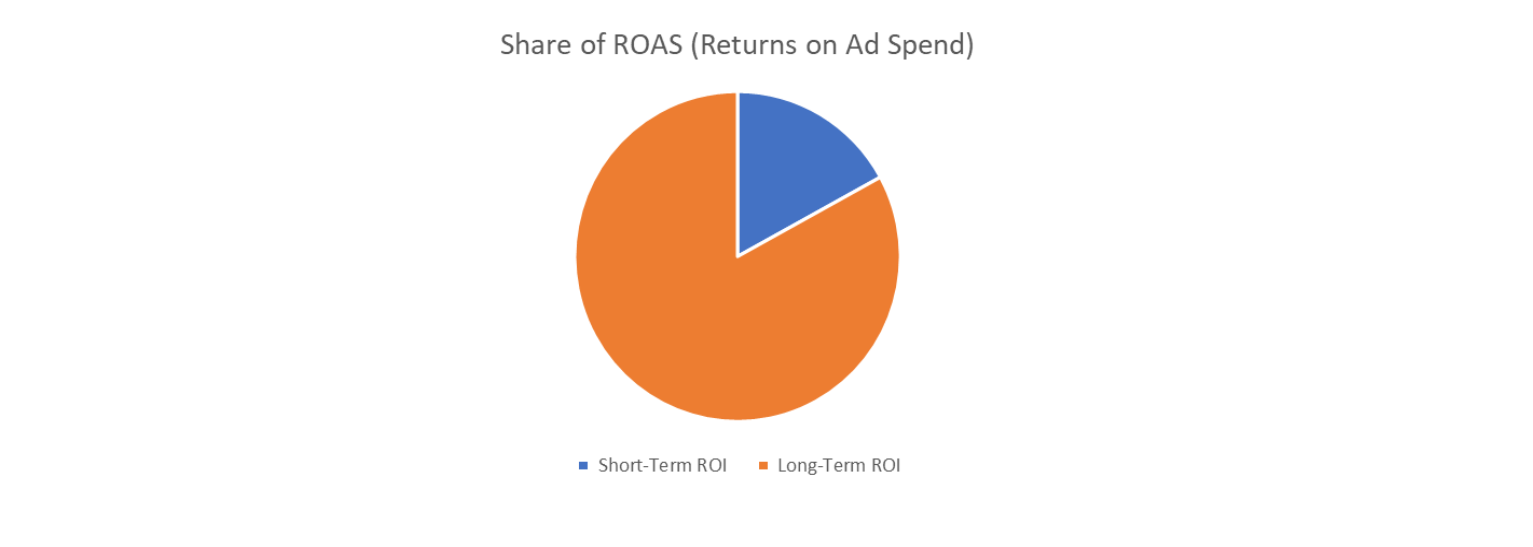 Share of ROAS (Returns on Ad Spend)
Short-Term ROI
Long-Term ROI